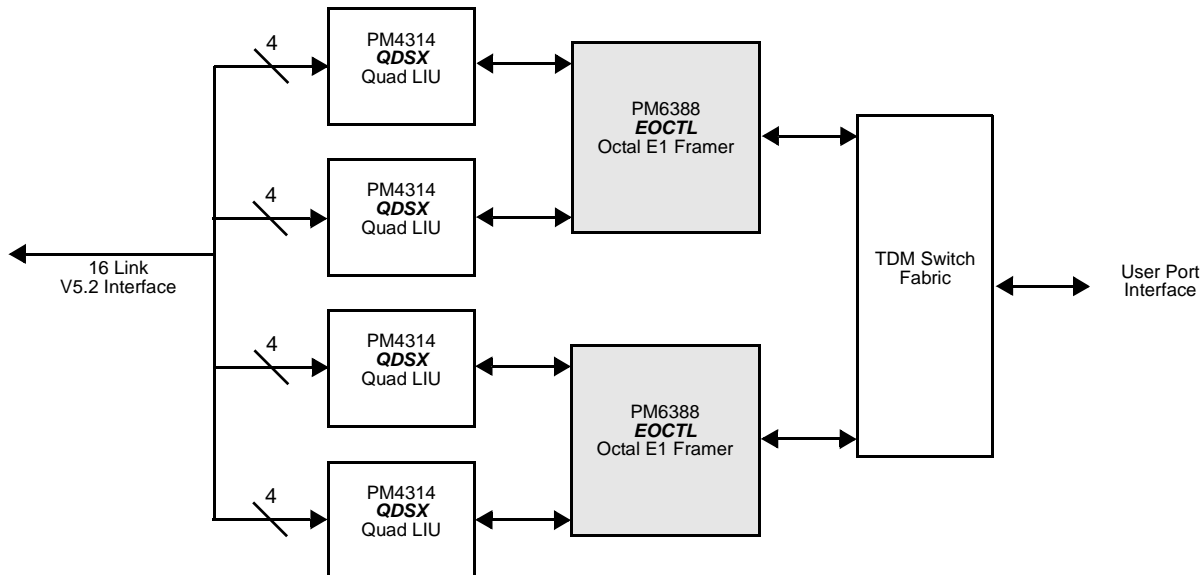 4
PM4314
QDSX
Quad LIU
PM6388
EOCTL
Octal E1 Framer
4
PM4314
QDSX
Quad LIU
16 Link
V5.2 Interface
TDM Switch
Fabric
User Port
Interface
4
PM4314
QDSX
Quad LIU
PM6388
EOCTL
Octal E1 Framer
4
PM4314
QDSX
Quad LIU